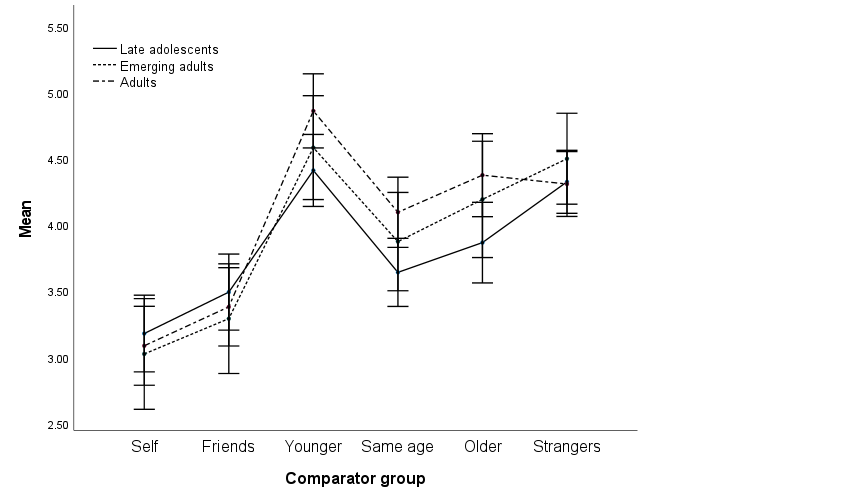 5.50
5.00
4.50
4.00
3.50
3.00
2.50
Mean
Late adolescents
Emerging adults
Adults
Self Friends Younger Same age Older Strangers
Comparator group